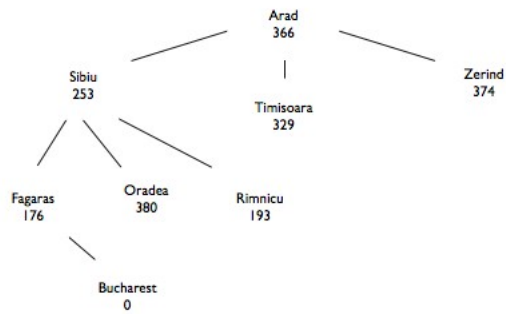 Arad
366
Sibiu
253
Timisoara
329
Zerind
374
Fagaras
176
Oradea
380
Rimnicu
193
Bucharest
0